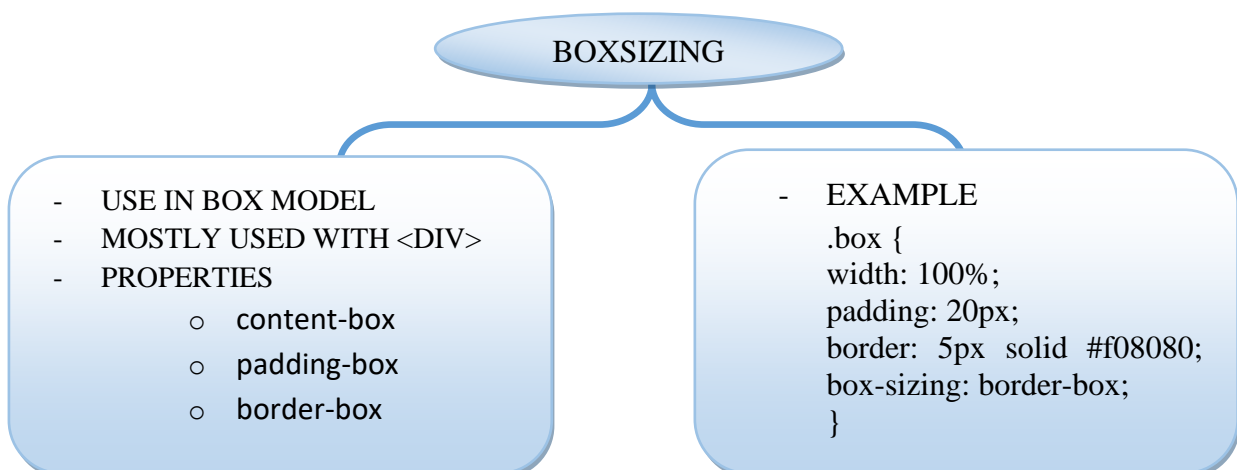 BOXSIZING
- USE IN BOX MODEL
- MOSTLY USED WITH <DIV>
- PROPERTIES
o content-box
o padding-box
o border-box
- EXAMPLE
.box {
width: 100%;
padding: 20px;
border: 5px solid #f08080;
box-sizing: border-box;
}